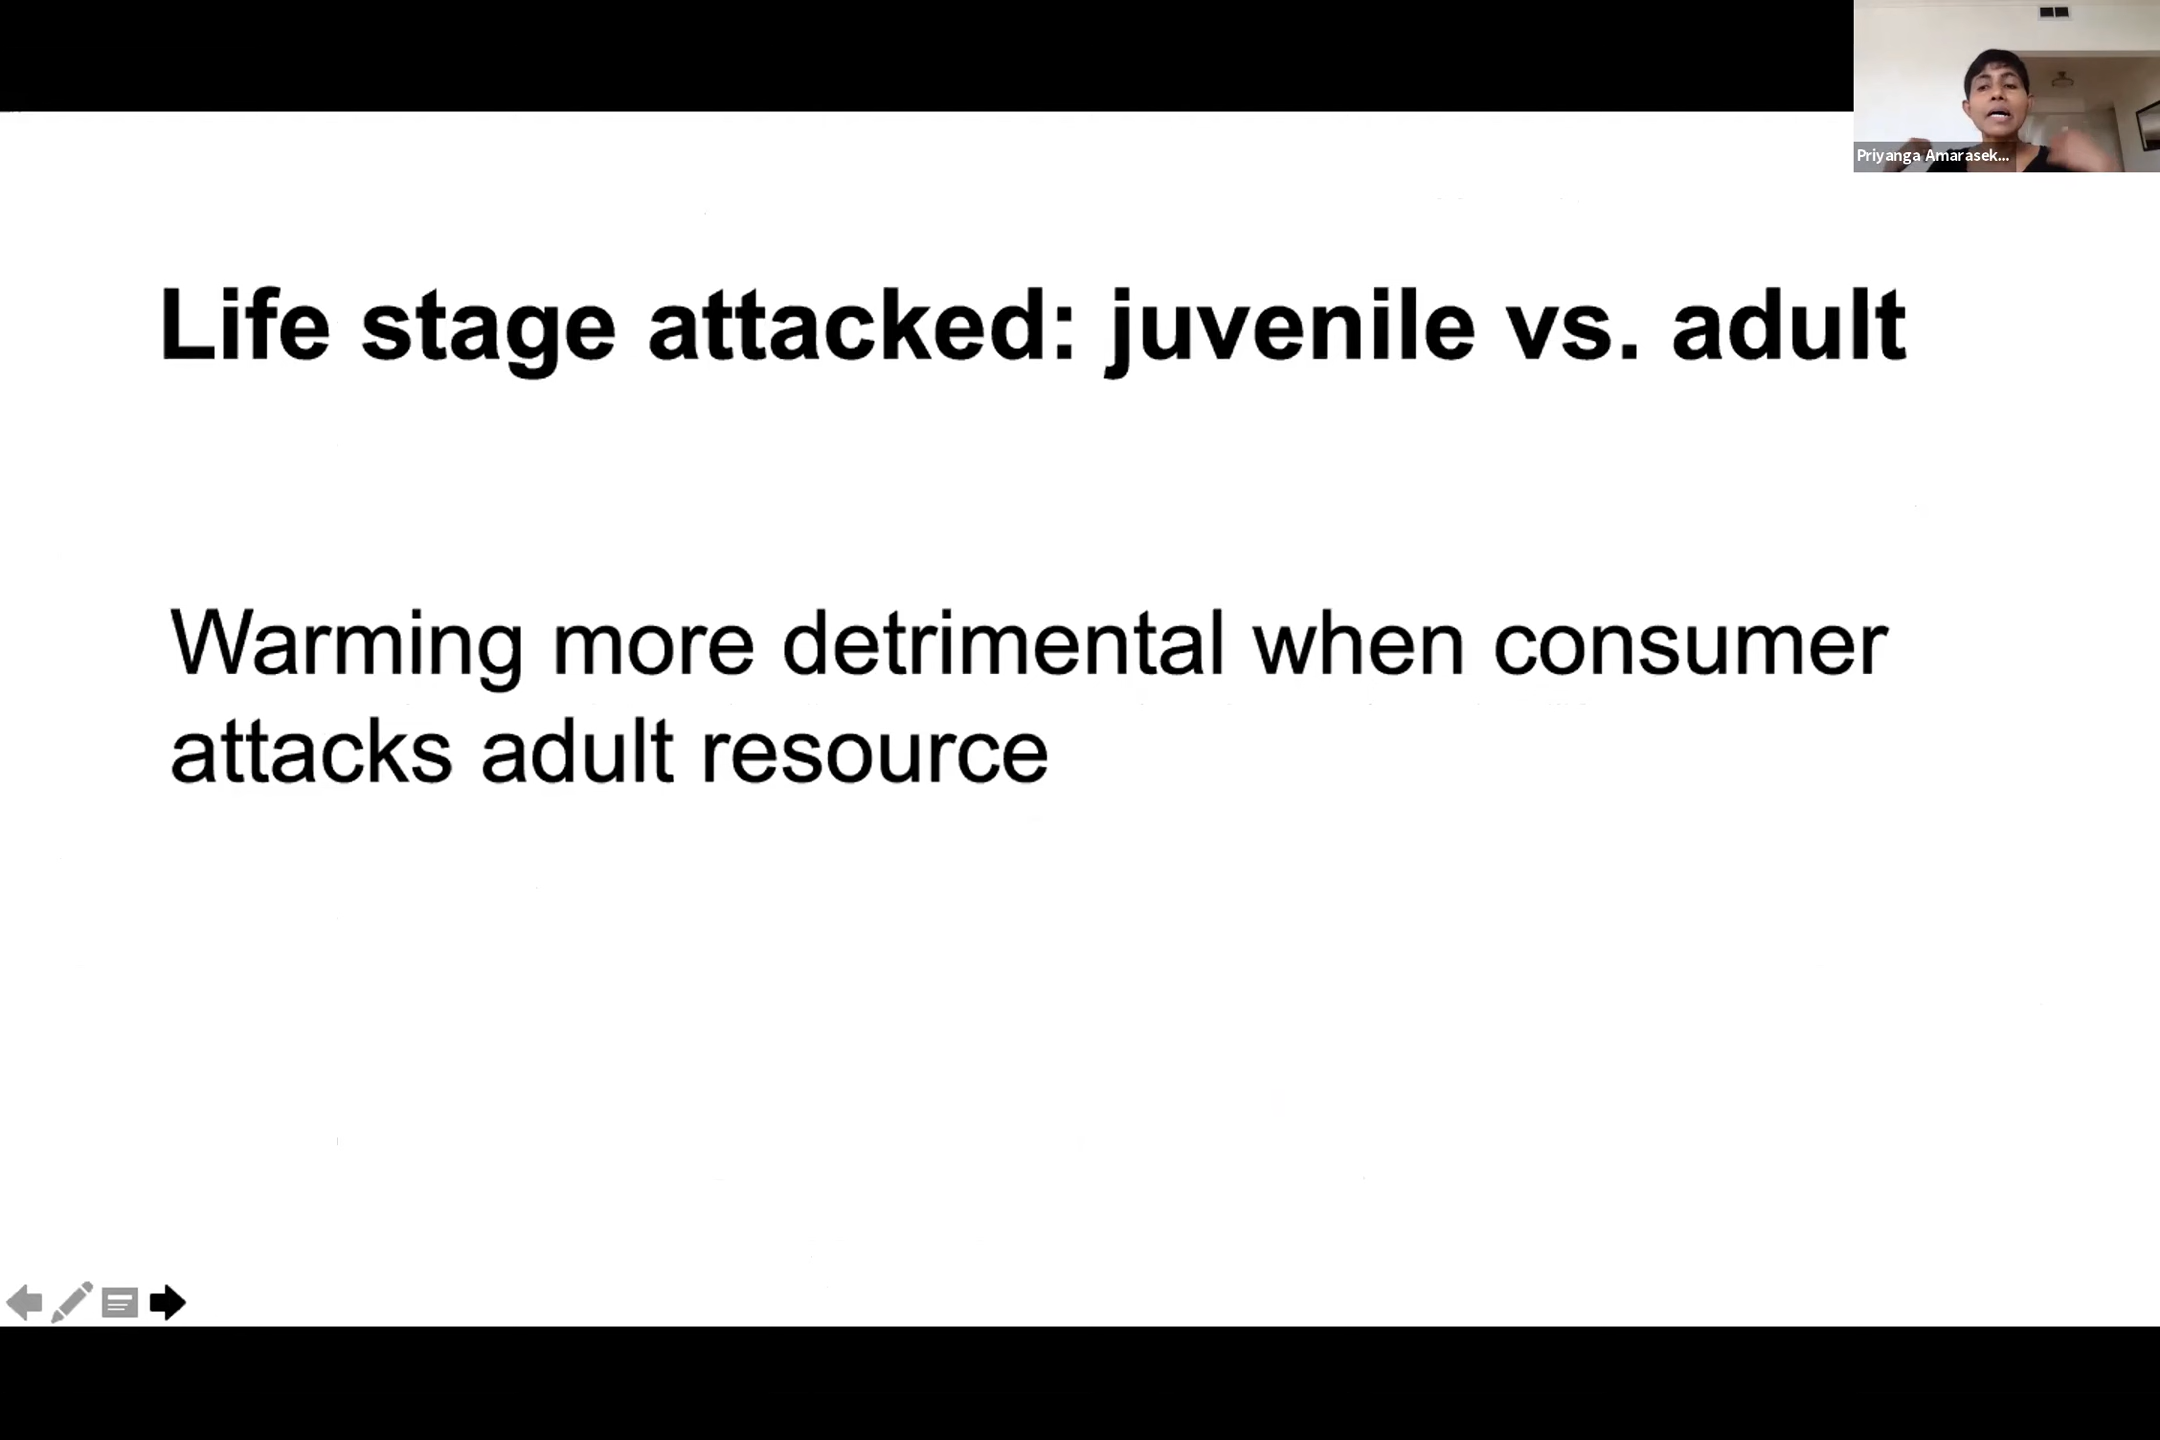 Priyanga Amarasek...
Life stage attacked: juvenile vs. adult
Warming more detrimental when consumer
attacks adult resource